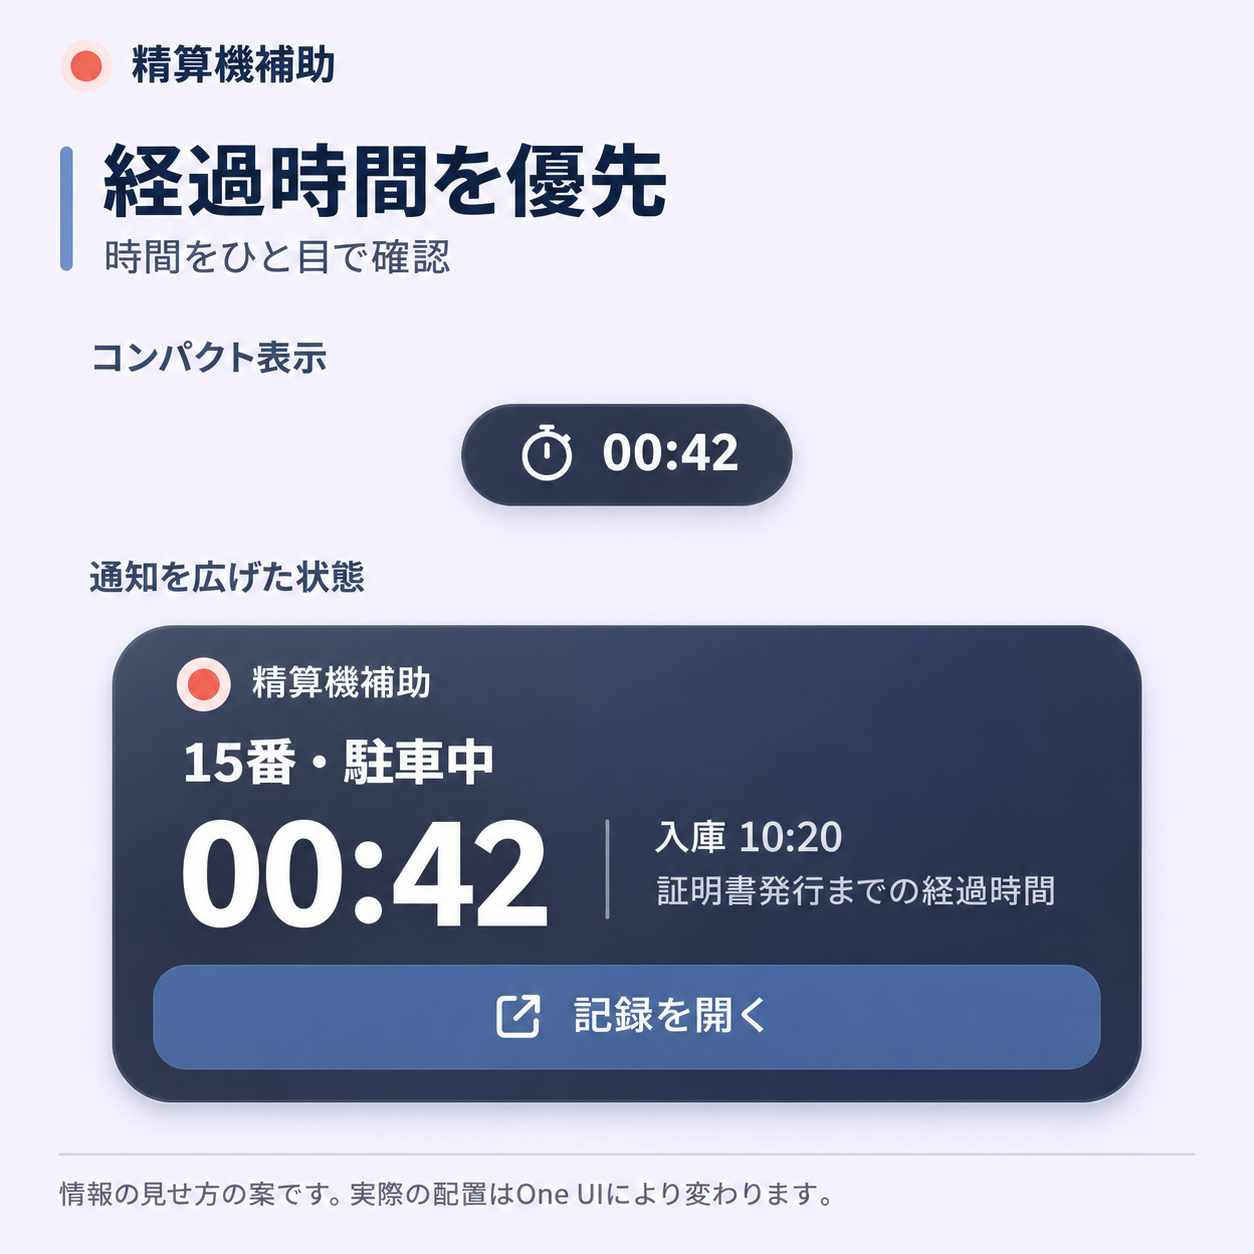 精算機補助
経過時間を優先
時間をひと目で確認
コンパクト表示
00:42
通知を広げた状態
精算機補助
15番・駐車中
00:42
入庫 10:20
証明書発行までの経過時間
記録を開く
情報の見せ方の案です。実際の配置はOne UIにより変わります。